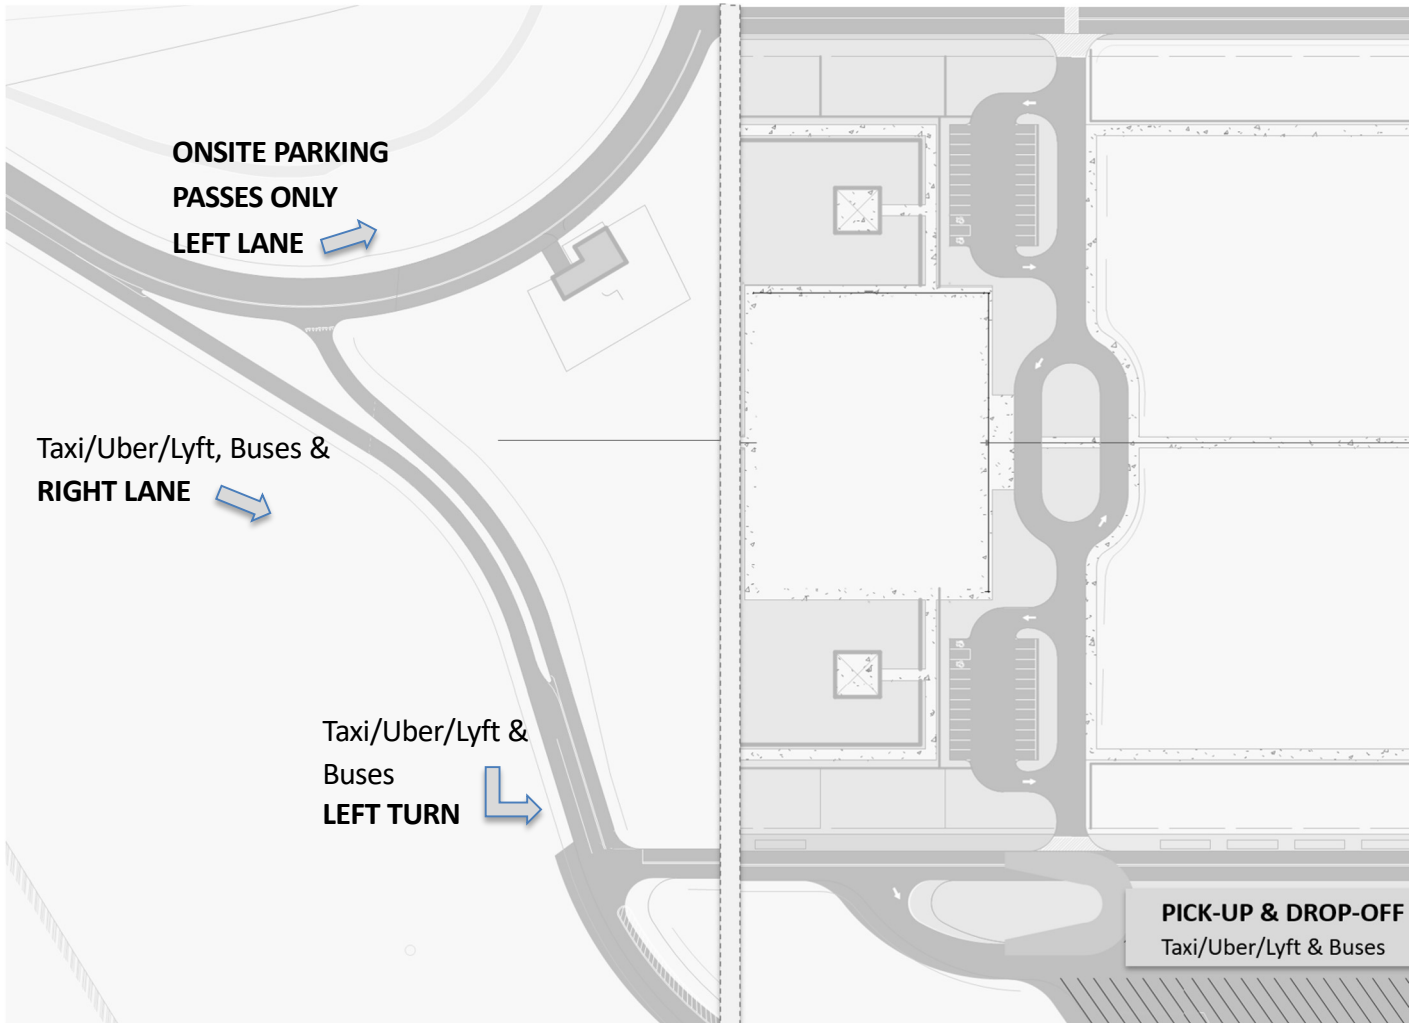 ONSITE PARKING
PASSES ONLY
LEFT LANE
Taxi/Uber/Lyft, Buses &
RIGHT LANE
Taxi/Uber/Lyft &
Buses
LEFT TURN
PICK-UP & DROP-OFF
Taxi/Uber/Lyft & Buses